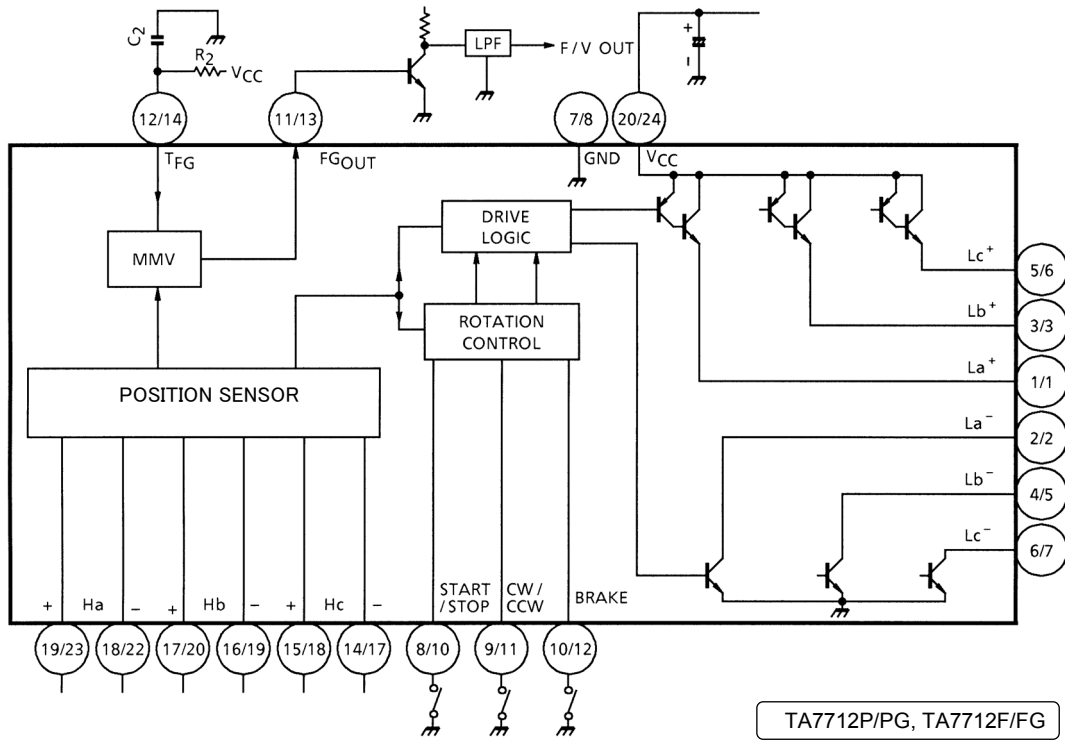 C2
R2
VCC
LPF
F/V OUT
+
−
12/14
11/13
7/8
20/24
TFG
FGOUT
GND
VCC
MMV
DRIVE
LOGIC
ROTATION
CONTROL
POSITION SENSOR
Lc+
5/6
Lb+
3/3
La+
1/1
La−
2/2
Lb−
4/5
Lc−
6/7
+ Ha − + Hb − + Hc −
START
/STOP
CW/
CCW
BRAKE
19/23
18/22
17/20
16/19
15/18
14/17
8/10
9/11
10/12
TA7712P/PG, TA7712F/FG